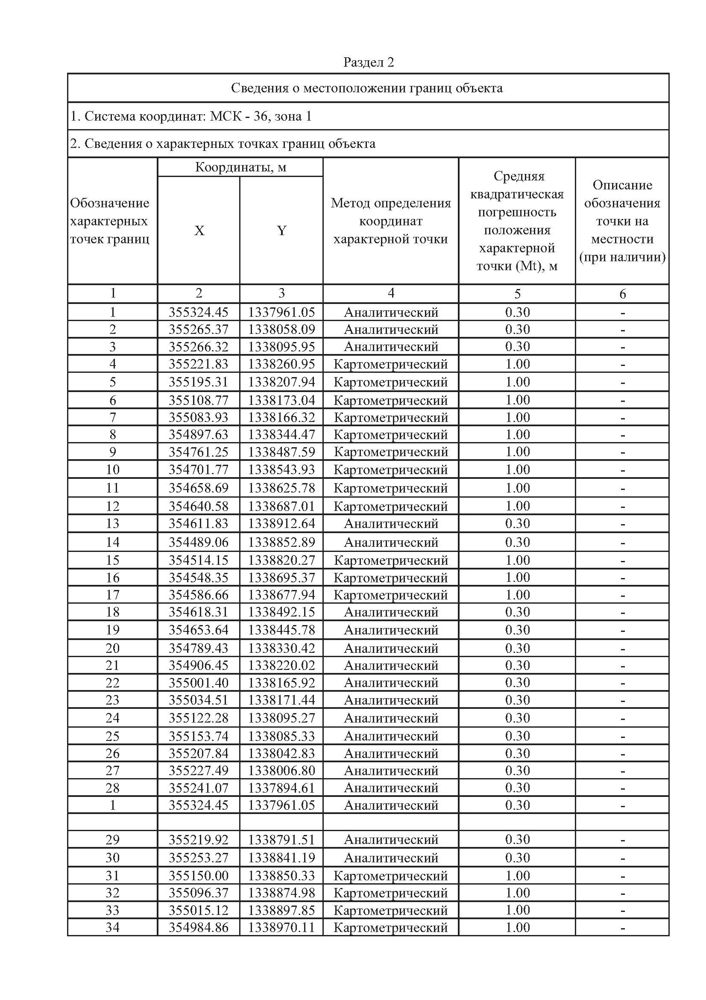 Раздел 2
Сведения о местоположении границ объекта
1. Система координат: МСК - 36, зона 1
2. Сведения о характерных точках границ объекта
Обозначение
характерных
точек границ
Координаты, м
X Y
Метод определения
координат
характерной точки
Средняя
квадратическая
погрешность
положения
характерной
точки (Mt), м
Описание
обозначения
точки на
местности
(при наличии)
1 2 3 4 5 6
1 355324.45 1337961.05 Аналитический 0.30 -
2 355265.37 1338058.09 Аналитический 0.30 -
3 355266.32 1338095.95 Аналитический 0.30 -
4 355221.83 1338260.95 Картометрический 1.00 -
5 355195.31 1338207.94 Картометрический 1.00 -
6 355108.77 1338173.04 Картометрический 1.00 -
7 355083.93 1338166.32 Картометрический 1.00 -
8 354897.63 1338344.47 Картометрический 1.00 -
9 354761.25 1338487.59 Картометрический 1.00 -
10 354701.77 1338543.93 Картометрический 1.00 -
11 354658.69 1338625.78 Картометрический 1.00 -
12 354640.58 1338687.01 Картометрический 1.00 -
13 354611.83 1338912.64 Аналитический 0.30 -
14 354489.06 1338852.89 Аналитический 0.30 -
15 354514.15 1338820.27 Картометрический 1.00 -
16 354548.35 1338695.37 Картометрический 1.00 -
17 354586.66 1338677.94 Картометрический 1.00 -
18 354618.31 1338492.15 Аналитический 0.30 -
19 354653.64 1338445.78 Аналитический 0.30 -
20 354789.43 1338330.42 Аналитический 0.30 -
21 354906.45 1338220.02 Аналитический 0.30 -
22 355001.40 1338165.92 Аналитический 0.30 -
23 355034.51 1338171.44 Аналитический 0.30 -
24 355122.28 1338095.27 Аналитический 0.30 -
25 355153.74 1338085.33 Аналитический 0.30 -
26 355207.84 1338042.83 Аналитический 0.30 -
27 355227.49 1338006.80 Аналитический 0.30 -
28 355241.07 1337894.61 Аналитический 0.30 -
1 355324.45 1337961.05 Аналитический 0.30 -
29 355219.92 1338791.51 Аналитический 0.30 -
30 355253.27 1338841.19 Аналитический 0.30 -
31 355150.00 1338850.33 Картометрический 1.00 -
32 355096.37 1338874.98 Картометрический 1.00 -
33 355015.12 1338897.85 Картометрический 1.00 -
34 354984.86 1338970.11 Картометрический 1.00 -